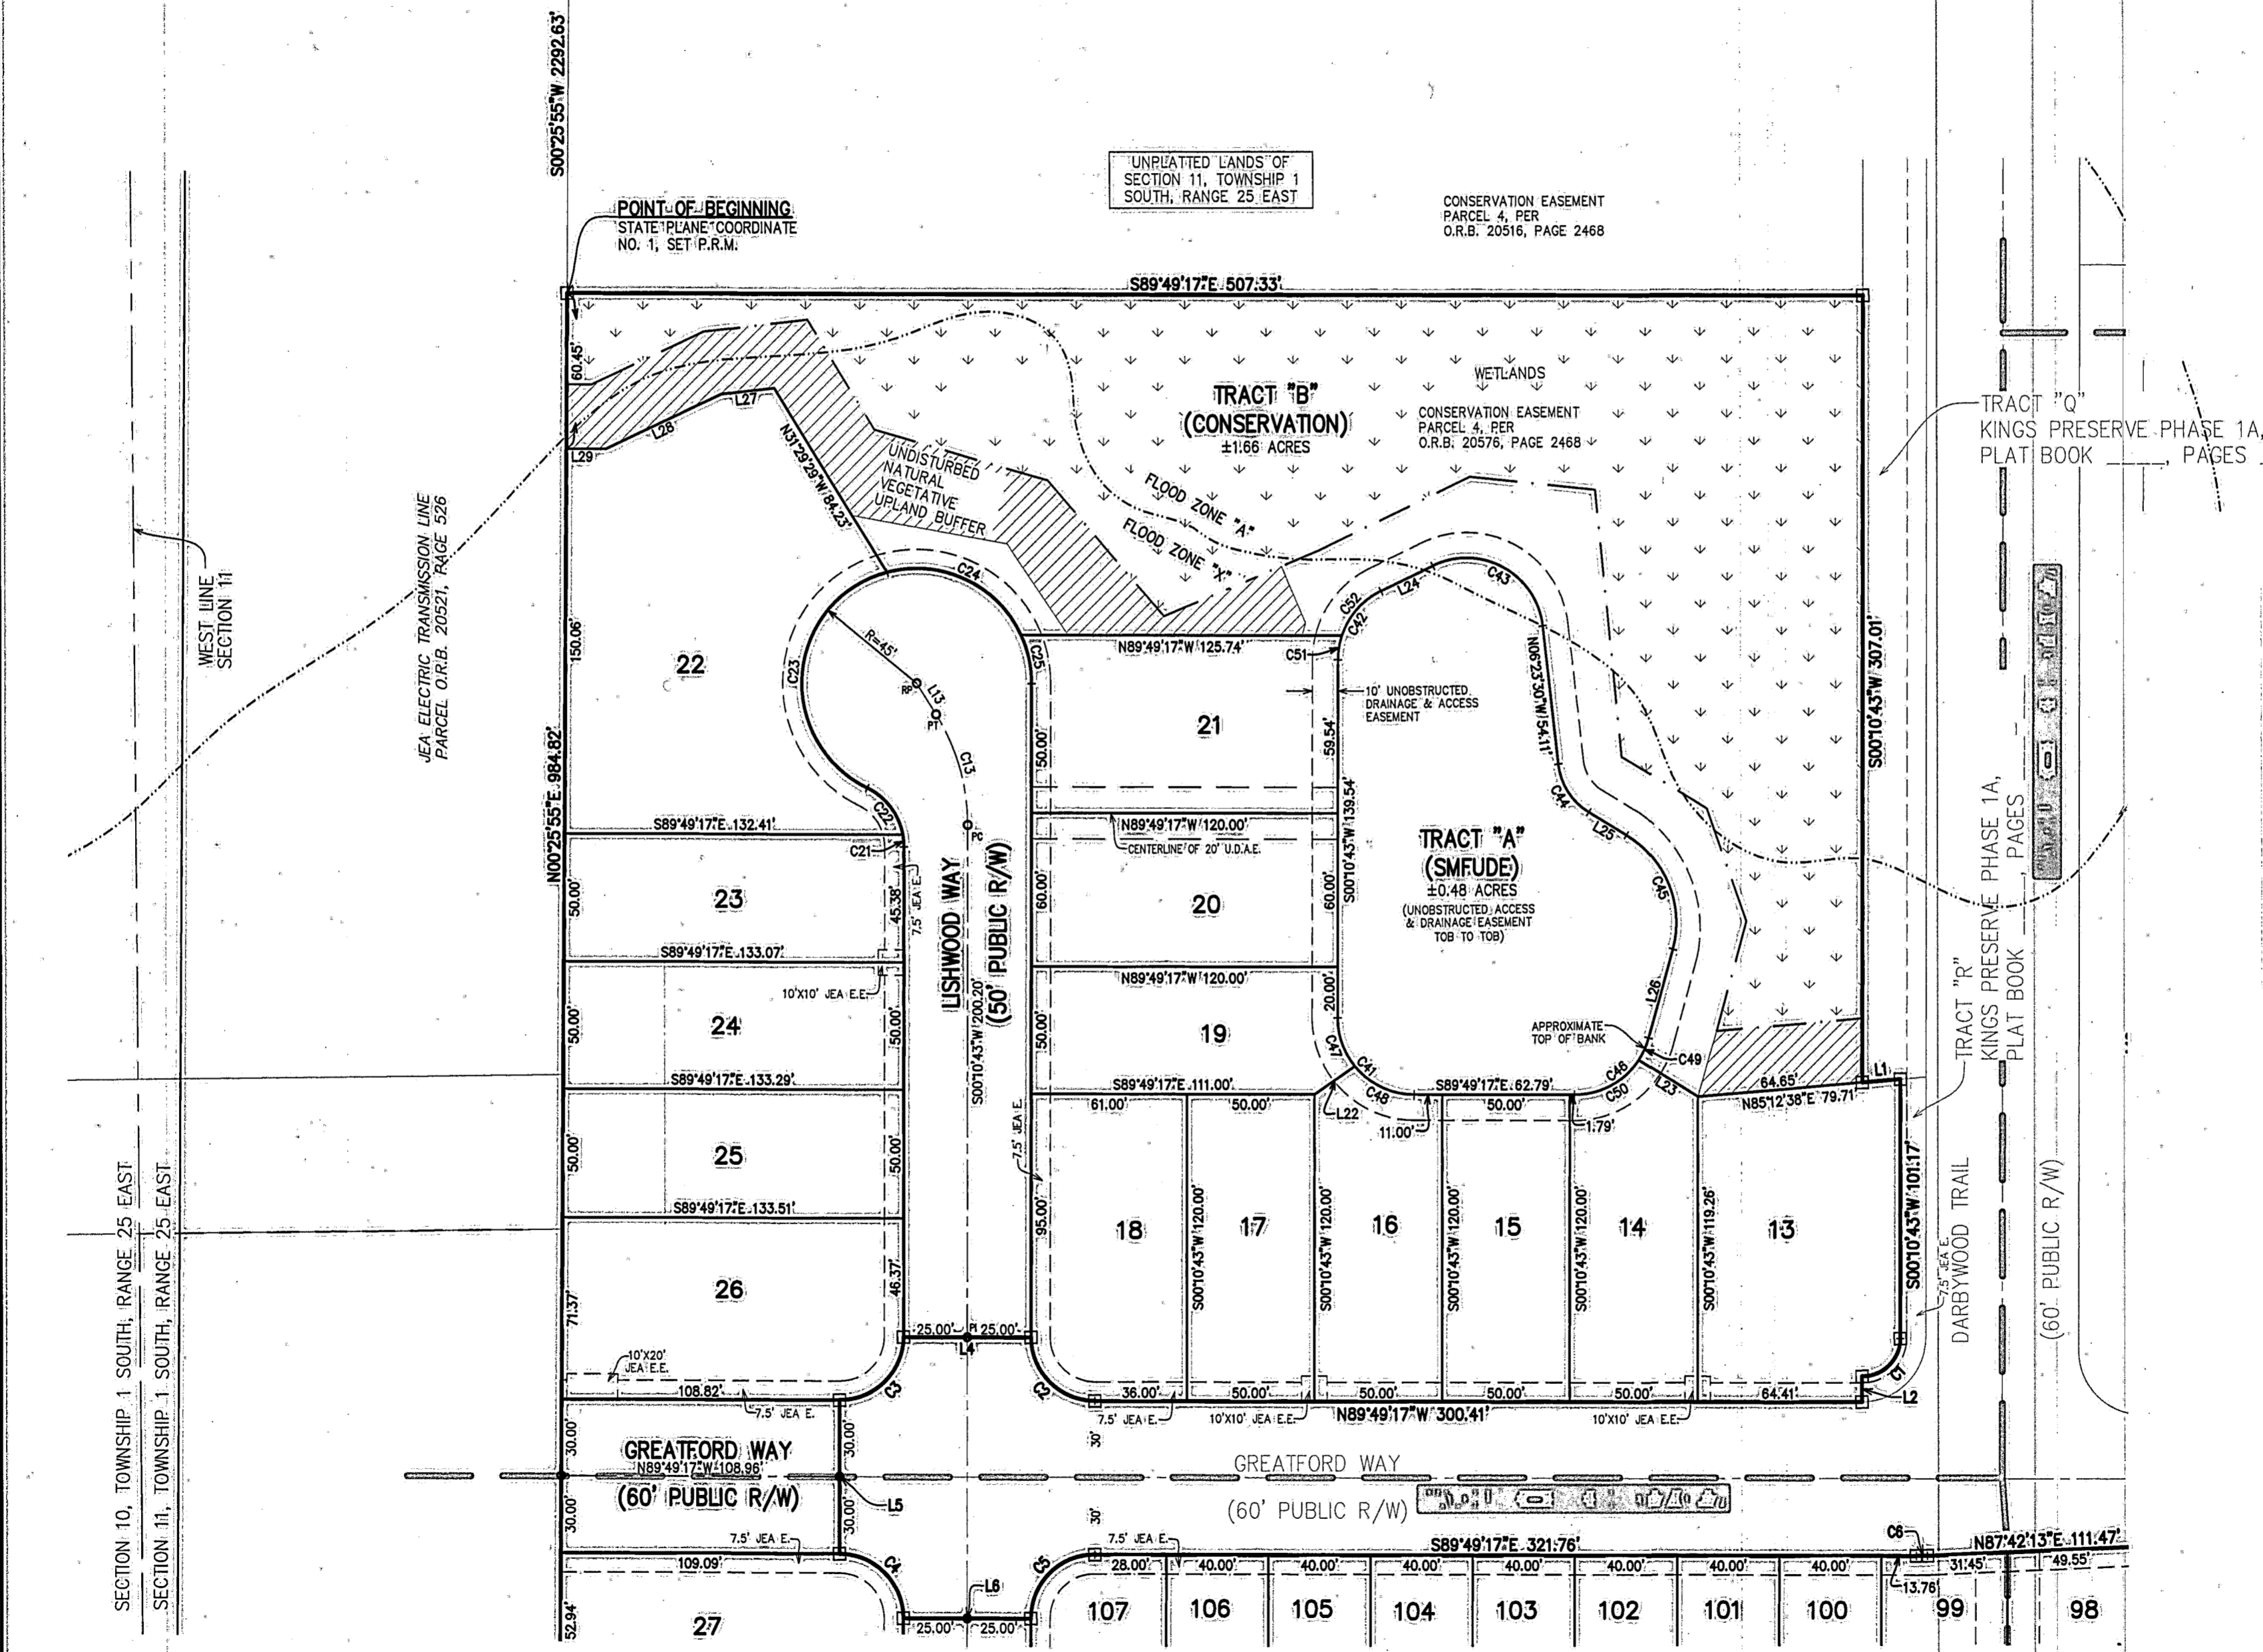 S00°25'55"W 2292.63'
UNPLATTED LANDS OF
SECTION 11, TOWNSHIP 1
SOUTH, RANGE 25 EAST
CONSERVATION EASEMENT
PARCEL 4, PER
O.R.B. 20516, PAGE 2468
POINT OF BEGINNING
STATE PLANE COORDINATE
NO. 1, SET P.R.M.
S89°49'17"E 507.33'
60.45'
WETLANDS
TRACT "B"
(CONSERVATION)
±1.66 ACRES
CONSERVATION EASEMENT
PARCEL 4, PER
O.R.B. 20576, PAGE 2468
TRACT "Q"
KINGS PRESERVE PHASE 1A,
PLAT BOOK ____, PAGES
L27
L28
L29
N31°29'29"W 84.23'
UNDISTURBED
NATURAL
VEGETATIVE
UPLAND BUFFER
FLOOD ZONE "A"
FLOOD ZONE "X"
JEA ELECTRIC TRANSMISSION LINE
PARCEL O.R.B. 20521, PAGE 526
WEST LINE
SECTION 11
C24
C43
L24
C52
C42
150.06'
22
C23
R=45'
RP
L13
PT
C25
N89°49'17"W 125.74'
C51
N06°23'30"W 54.11'
S00°10'43"W 307.01'
10' UNOBSTRUCTED
DRAINAGE & ACCESS
EASEMENT
21
50.00'
59.54'
C13
N00°25'55"E 984.82'
C22
C44
L25
S89°49'17"E 132.41'
PC
N89°49'17"W 120.00'
CENTERLINE OF 20' U.D.A.E.
S00°10'43"W 139.54'
C21
TRACT "A"
(SMFUDE)
±0.48 ACRES
(UNOBSTRUCTED ACCESS
& DRAINAGE EASEMENT
TOB TO TOB)
C45
50.00'
23
45.38'
7.5' JEA E.
LISHWOOD WAY
(50' PUBLIC R/W)
60.00'
20
60.00'
S89°49'17"E 133.07'
N89°49'17"W 120.00'
10'X10' JEA E.E.
20.00'
L26
50.00'
24
50.00'
S00°10'43"W 200.20'
50.00'
19
APPROXIMATE
TOP OF BANK
C49
C47
C41
C46
C50
L23
C48
TRACT "R"
KINGS PRESERVE PHASE 1A,
PLAT BOOK ____, PAGES ____
S89°49'17"E 133.29'
S89°49'17"E 111.00'
S89°49'17"E 62.79'
64.65'
L1
N85°12'38"E 79.71'
61.00'
50.00'
L22
11.00'
50.00'
1.79'
50.00'
25
50.00'
7.5' JEA E.
S89°49'17"E 133.51'
95.00'
18
S00°10'43"W 120.00'
17
S00°10'43"W 120.00'
16
S00°10'43"W 120.00'
15
S00°10'43"W 120.00'
14
S00°10'43"W 119.26'
13
S00°10'43"W 101.17'
7.5' JEA E.
DARBYWOOD TRAIL
(60' PUBLIC R/W)
SECTION 10, TOWNSHIP 1 SOUTH, RANGE 25 EAST
SECTION 11, TOWNSHIP 1 SOUTH, RANGE 25 EAST
71.37'
26
46.37'
25.00'
PI
25.00'
L4
10'X20'
JEA E.E.
108.82'
7.5' JEA E.
C3
C2
36.00'
50.00'
50.00'
50.00'
50.00'
64.41'
C1
L2
7.5' JEA E.
10'X10' JEA E.E.
N89°49'17"W 300.41'
10'X10' JEA E.E.
30.00'
GREATFORD WAY
N89°49'17"W 108.96'
(60' PUBLIC R/W)
30.00'
30'
GREATFORD WAY
(60' PUBLIC R/W)
30.00'
30.00'
L5
30'
7.5' JEA E.
7.5' JEA E.
S89°49'17"E 321.76'
C6
N87°42'13"E 111.47'
109.09'
C4
C5
28.00'
40.00'
40.00'
40.00'
40.00'
40.00'
40.00'
40.00'
13.76'
31.45'
49.55'
52.94'
27
L6
25.00'
25.00'
107
106
105
104
103
102
101
100
99
98